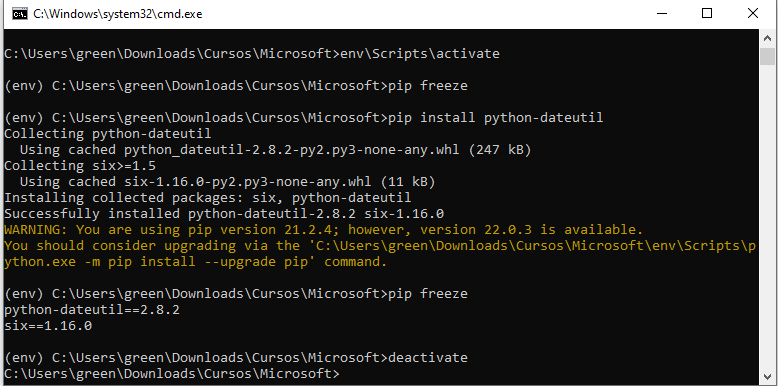 C:\Windows\system32\cmd.exe
C:\Users\green\Downloads\Cursos\Microsoft>env\Scripts\activate
(env) C:\Users\green\Downloads\Cursos\Microsoft>pip freeze
(env) C:\Users\green\Downloads\Cursos\Microsoft>pip install python-dateutil
Collecting python-dateutil
  Using cached python_dateutil-2.8.2-py2.py3-none-any.whl (247 kB)
Collecting six>=1.5
  Using cached six-1.16.0-py2.py3-none-any.whl (11 kB)
Installing collected packages: six, python-dateutil
Successfully installed python-dateutil-2.8.2 six-1.16.0
WARNING: You are using pip version 21.2.4; however, version 22.0.3 is available.
You should consider upgrading via the 'C:\Users\green\Downloads\Cursos\Microsoft\env\Scripts\p
ython.exe -m pip install --upgrade pip' command.
(env) C:\Users\green\Downloads\Cursos\Microsoft>pip freeze
python-dateutil==2.8.2
six==1.16.0
(env) C:\Users\green\Downloads\Cursos\Microsoft>deactivate
C:\Users\green\Downloads\Cursos\Microsoft>